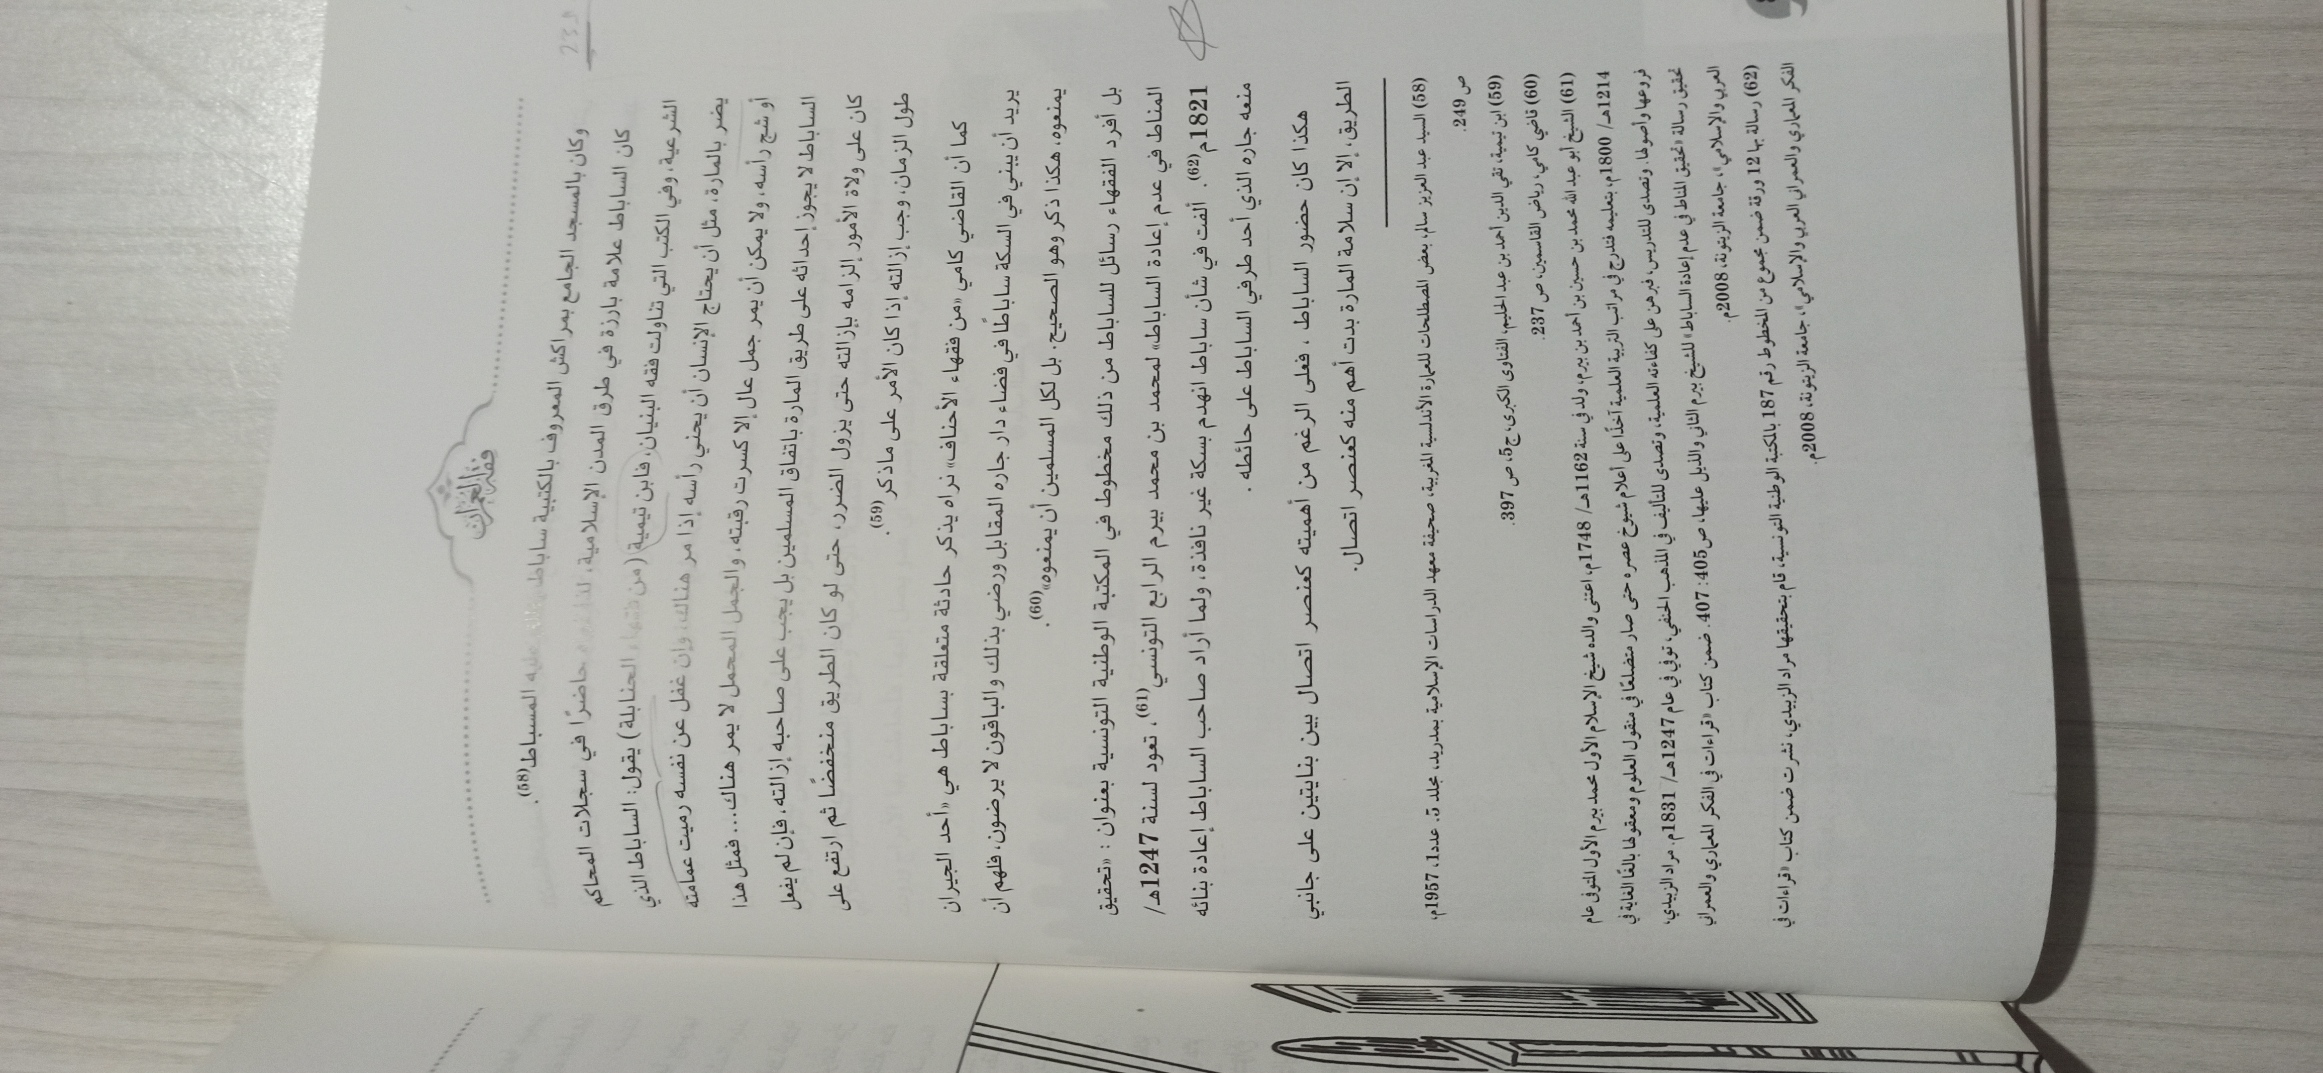 فقه العمران
وكان بالمسجد الجامع بمراكش المعروف بالكتبية ساباط عليه المسباط(58).
كان الساباط علامة بارزة في طرق المدن الإسلامية، حاضرًا في سجلات المحاكم
الشرعية، وفي الكتب التي تناولت فقه البنيان، فابن تيمية (من فقهاء الحنابلة) يقول: الساباط الذي
يضر بالمارة، مثل أن يحتاج الإنسان أن يحني رأسه إذا مر هناك، وإن غفل عن نفسه رميت عمامته
أو شج رأسه، ولا يمكن أن يمر جمل عال إلا كسرت رقبته، والجمل المحمل لا يمر هناك... فمثل هذا
الساباط لا يجوز إحداثه على طريق المارة باتفاق المسلمين بل يجب على صاحبه إزالته، فإن لم يفعل
كان على ولاة الأمور إلزامه بإزالته حتى يزول الضرر، حتى لو كان الطريق منخفضًا ثم ارتفع على
طول الزمان، وجب إزالته إذا كان الأمر على ماذكر(59).
كما أن القاضي كامي «من فقهاء الأحناف» نراه يذكر حادثة متعلقة بساباط هي «أحد الجيران
يريد أن يبني في السكة ساباطًا في فضاء دار جاره المقابل ورضي بذلك والباقون لا يرضون، فلهم أن
يمنعوه، هكذا ذكر وهو الصحيح. بل لكل المسلمين أن يمنعوه»(60).
بل أفرد الفقهاء رسائل للساباط من ذلك مخطوط في المكتبة الوطنية التونسية بعنوان : «تحقيق
المناط في عدم إعادة الساباط» لمحمد بن محمد بيرم الرابع التونسي(61)، تعود لسنة 1247هـ/
1821م(62). ألفت في شأن ساباط انهدم بسكة غير نافذة، ولما أراد صاحب الساباط إعادة بنائه
منعه جاره الذي أحد طرفي الساباط على حائطه .
هكذا كان حضور الساباط ، فعلى الرغم من أهميته كعنصر اتصال بين بنايتين على جانبي
الطريق، إلا إن سلامة المارة بدت أهم منه كعنصر اتصال.
(58) السيد عبد العزيز سالم، بعض المصطلحات للعمارة الأندلسية المغربية، صحيفة معهد الدراسات الإسلامية بمدريد، مجلد 5. عدد1، 1957م،
ص 249.
(59) ابن تيمية، تقي الدين أحمد بن عبد الحليم، الفتاوى الكبرى، ج5، ص 397.
(60) قاضي كامي، رياض القاسمين، ص 237.
(61) الشيخ أبو عبد الله محمد بن حسين بن أحمد بن بيرم، ولد في سنة 1162هـ/ 1748م، اعتنى والده شيخ الإسلام الأول محمد بيرم الأول المتوفى عام
1214هـ/ 1800م، بتعليمه فتدرج في مراتب التربية العلمية آخذًا على أعلام شيوخ عصره حتى صار متضلعًا في منقول العلوم ومعقولها بالغًا الغاية في
فروعها وأصولها. وتصدى للتدريس، فبرهن على كفاءته العلمية، وتصدى للتأليف في المذهب الحنفي، توفي في عام 1247هـ/ 1831م. مراد الزبيدي،
تحقيق رسالة «تحقيق المناط في عدم إعادة الساباط» للشيخ بيرم الثاني والذيل عليها، ص405: 407. ضمن كتاب «قراءات في الفكر المعماري والعمراني
العربي والإسلامي»، جامعة الزيتونة، 2008م.
(62) رسالة بها 12 ورقة ضمن مجموع من المخطوط رقم 187 بالمكتبة الوطنية التونسية، قام بتحقيقها مراد الزبيدي، نشرت ضمن كتاب «قراءات في
الفكر المعماري والعمراني العربي والإسلامي»، جامعة الزيتونة، 2008م.